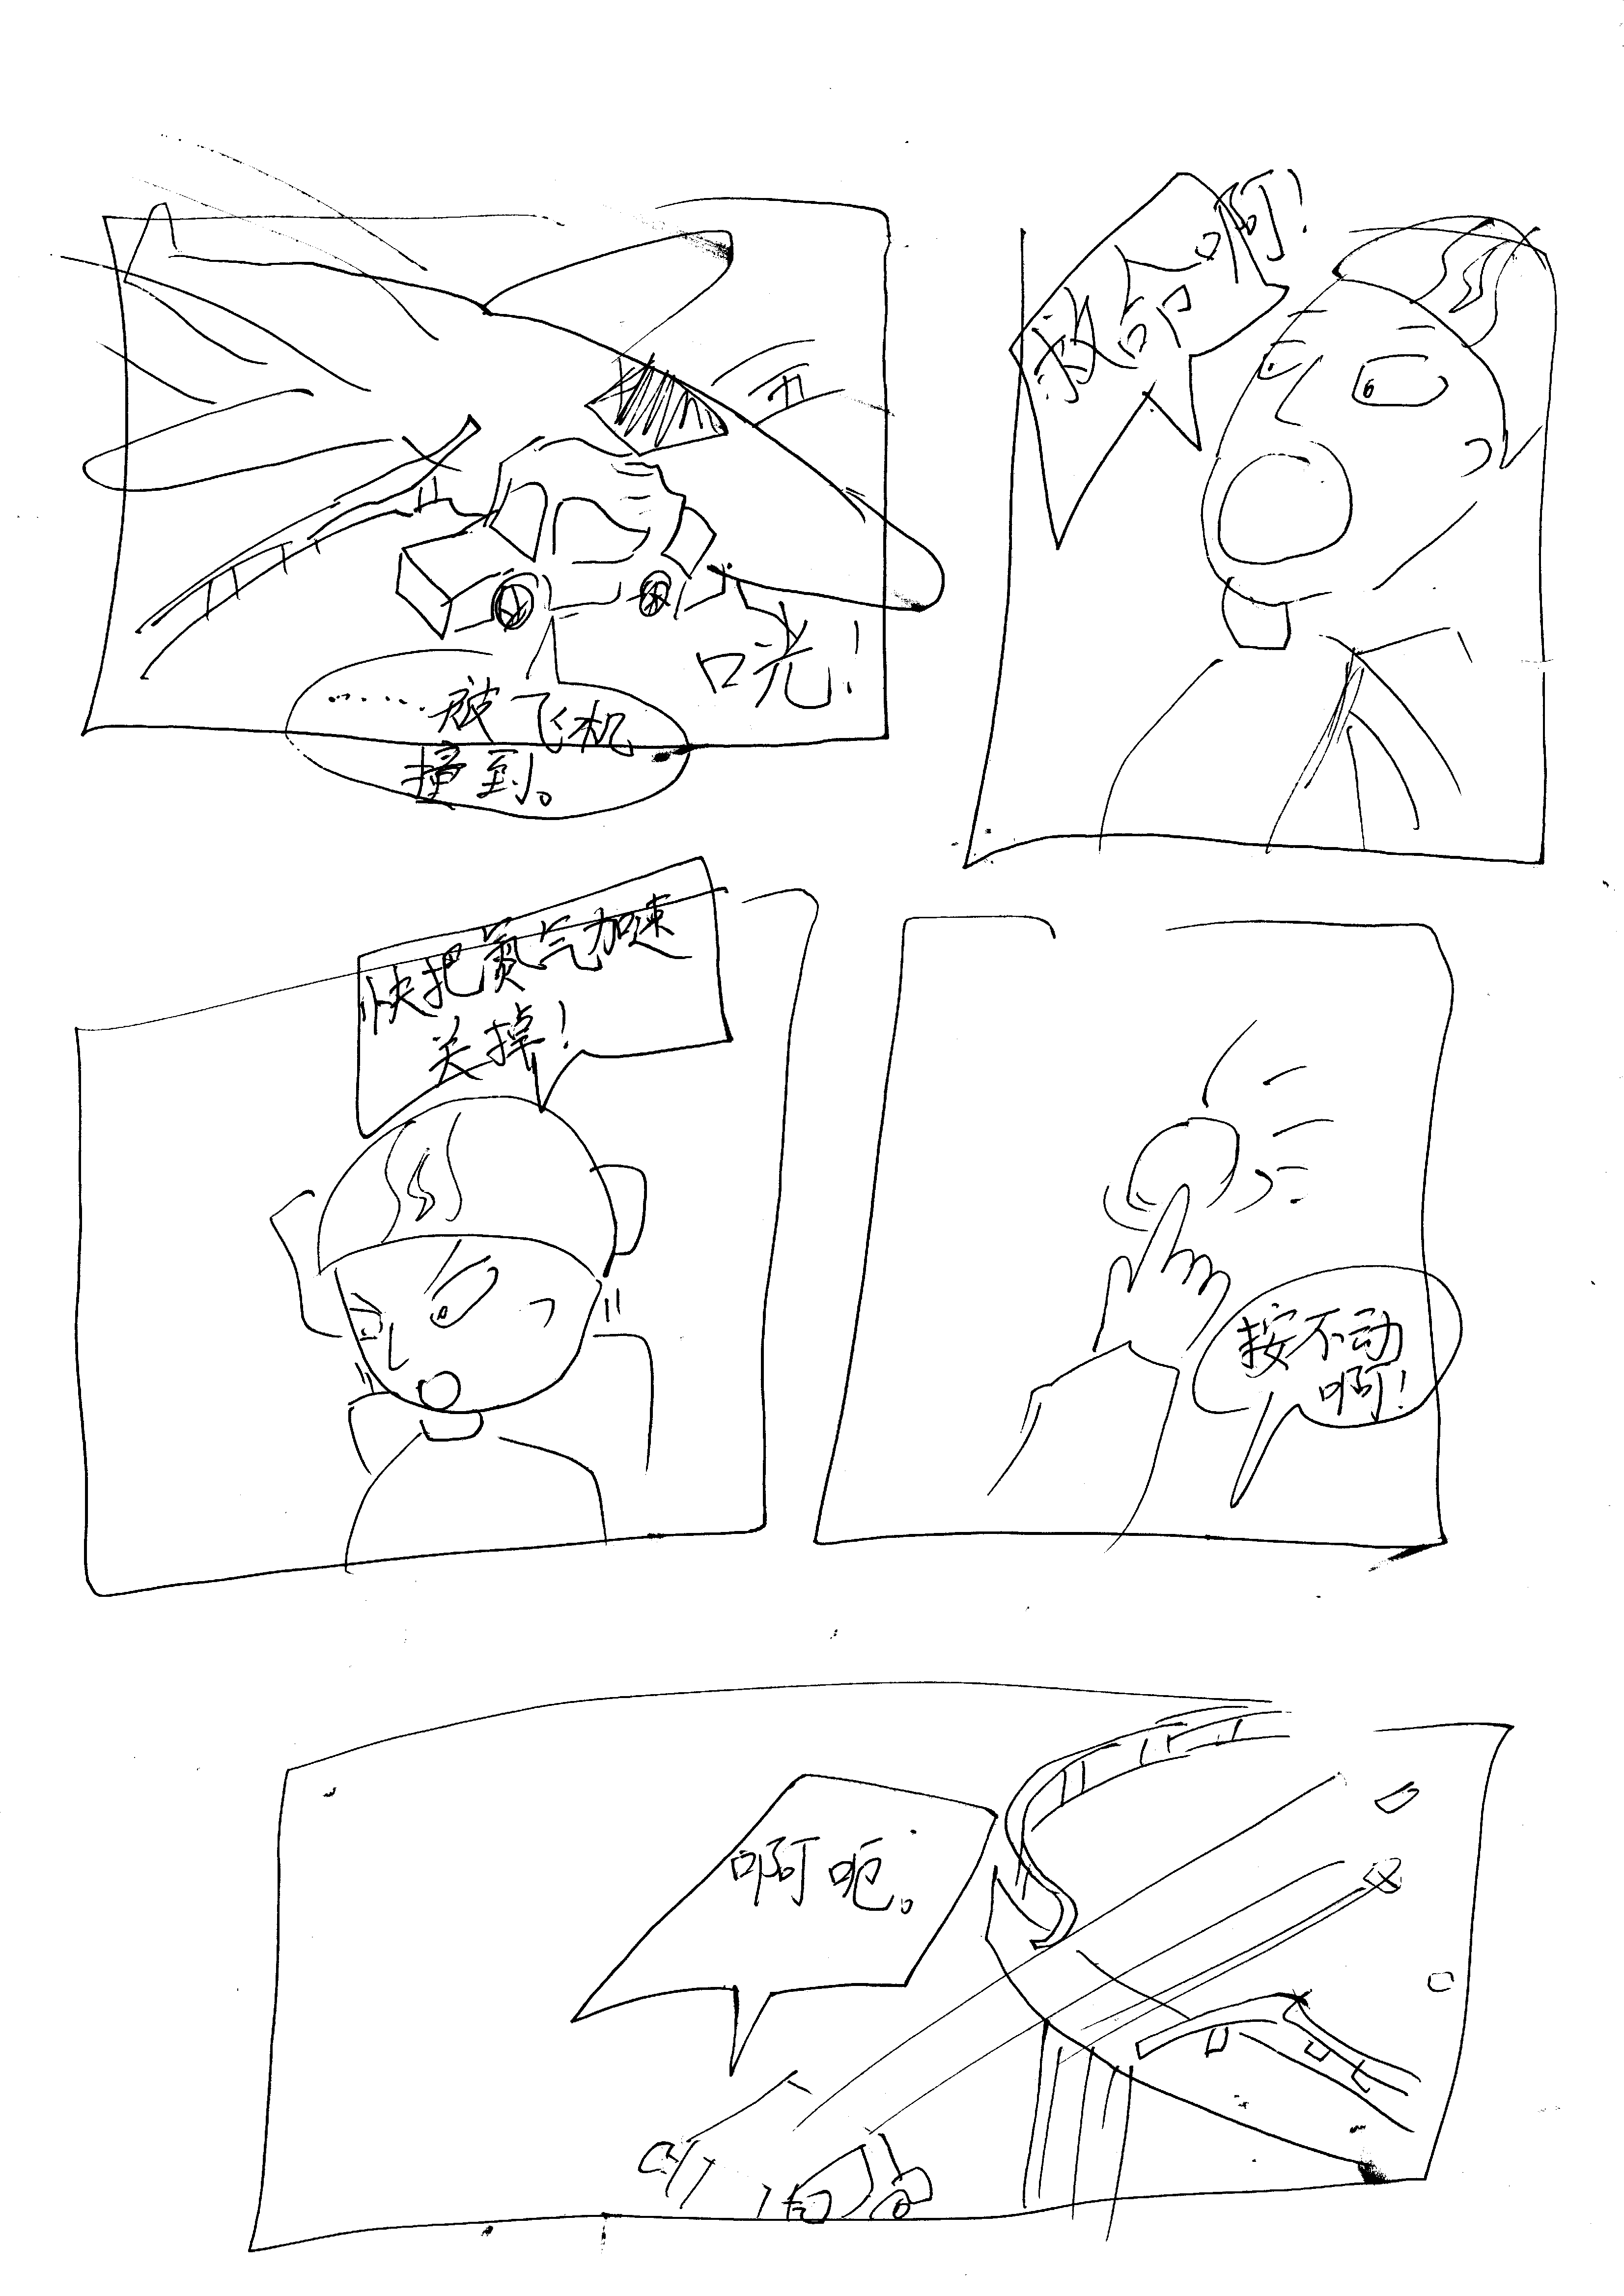 ……被飞机
撞到。
咣!
救命啊!
快把氮气加速
关掉!
按不动
啊!
啊呃。